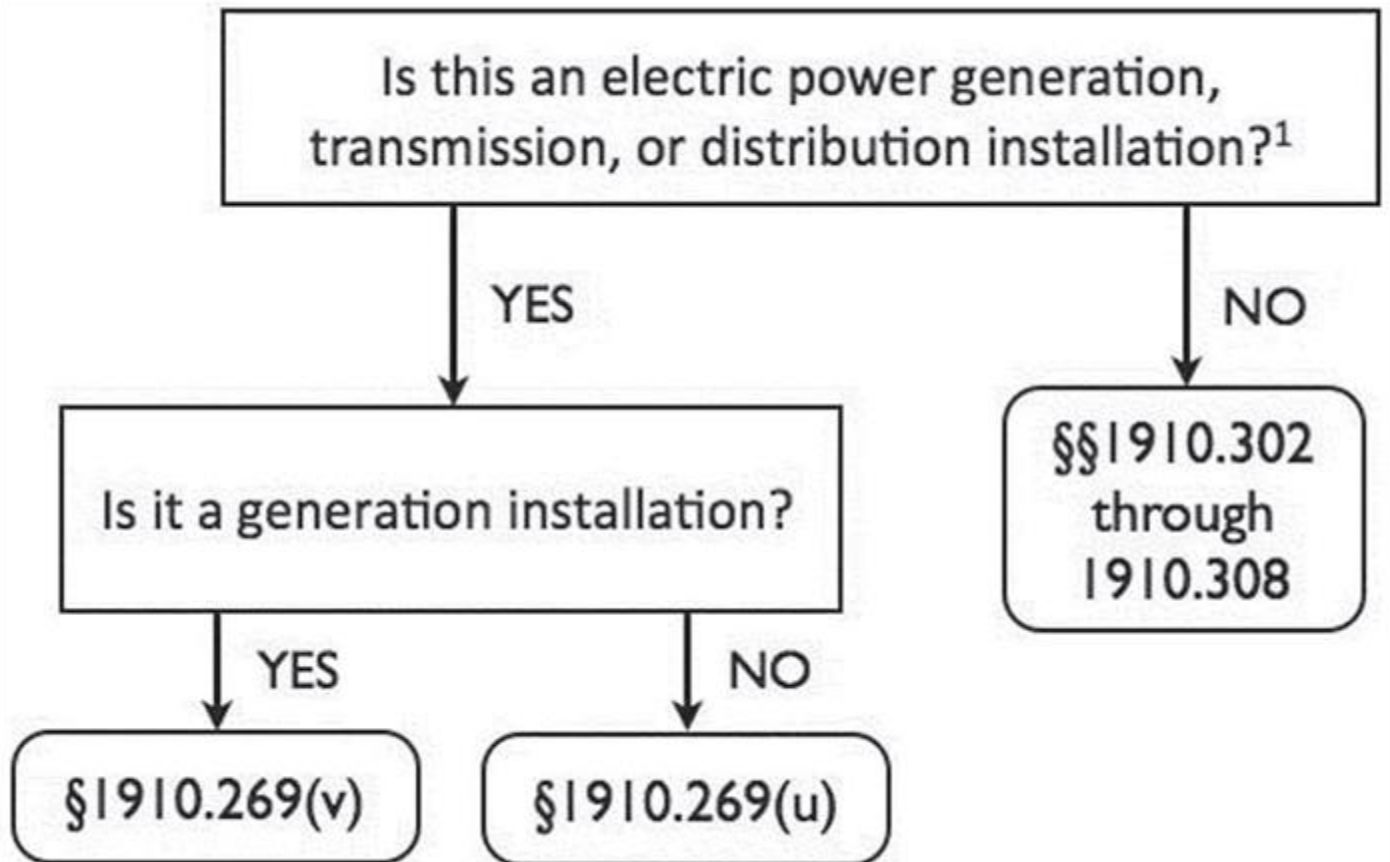 Is this an electric power generation,
transmission, or distribution installation?¹
YES
NO
Is it a generation installation?
§§1910.302
through
1910.308
YES
NO
§1910.269(v)
§1910.269(u)